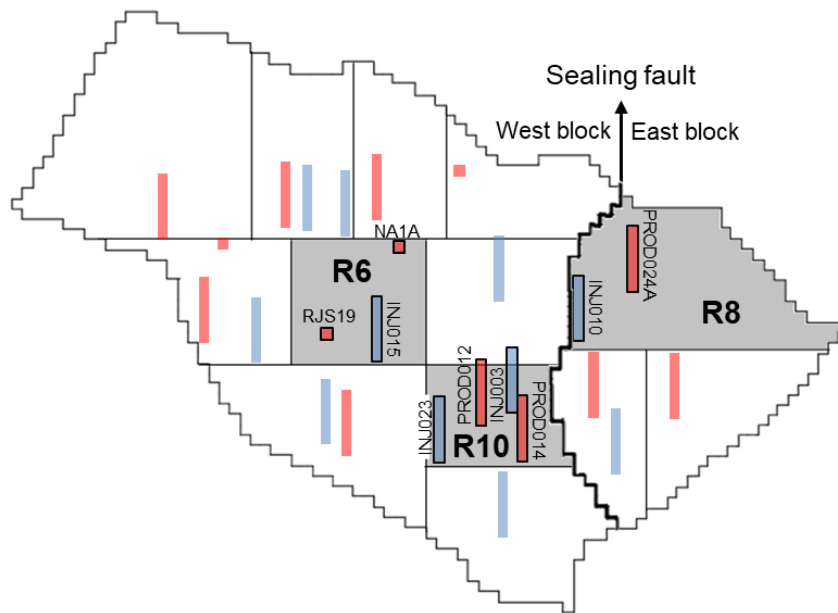 Sealing fault
West block
East block
NA1A
R6
RJS19
INJ015
PROD024A
INJ010
R8
PROD012
INJ003
PROD014
INJ023
R10